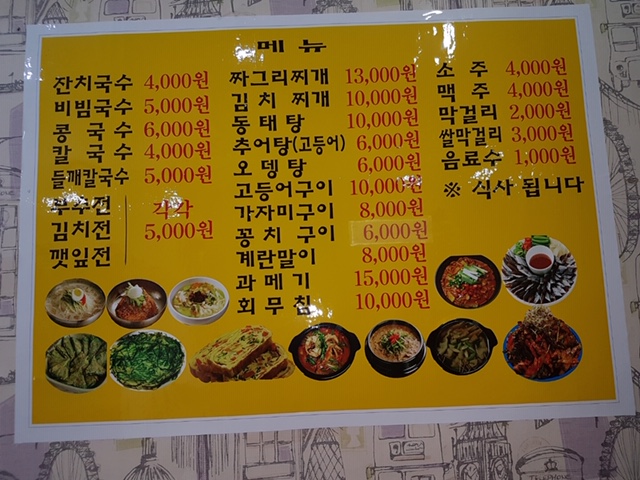 메뉴
잔치국수 4,000원
비빔국수 5,000원
콩국수 6,000원
칼국수 4,000원
들깨칼국수 5,000원
부추전
김치전
깻잎전
각각
5,000원
짜그리찌개 13,000원
김치찌개 10,000원
동태탕 10,000원
추어탕(고등어) 6,000원
오뎅탕 6,000원
고등어구이 10,000원
가자미구이 8,000원
꽁치구이 6,000원
계란말이 8,000원
과메기 15,000원
회무침 10,000원
소주 4,000원
맥주 4,000원
막걸리 2,000원
쌀막걸리 3,000원
음료수 1,000원
※ 식사 됩니다